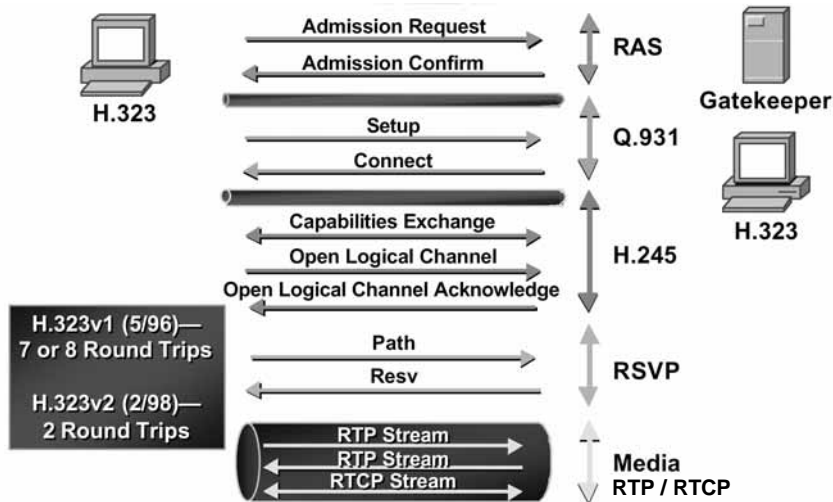 Admission Request
RAS
Admission Confirm
H.323
Gatekeeper
Setup
Q.931
Connect
H.323
Capabilities Exchange
H.245
Open Logical Channel
Open Logical Channel Acknowledge
H.323v1 (5/96)—
7 or 8 Round Trips
H.323v2 (2/98)—
2 Round Trips
Path
RSVP
Resv
RTP Stream
RTP Stream
RTCP Stream
Media
RTP / RTCP